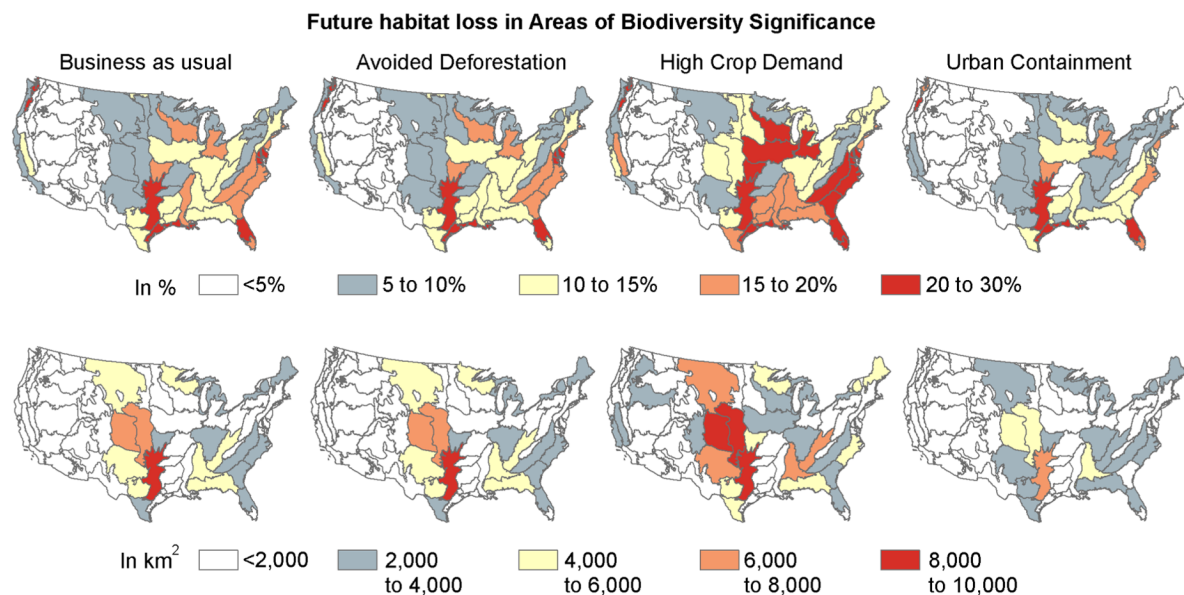 Future habitat loss in Areas of Biodiversity Significance
Business as usual
Avoided Deforestation
High Crop Demand
Urban Containment
In %
<5%
5 to 10%
10 to 15%
15 to 20%
20 to 30%
In km²
<2,000
2,000
to 4,000
4,000
to 6,000
6,000
to 8,000
8,000
to 10,000